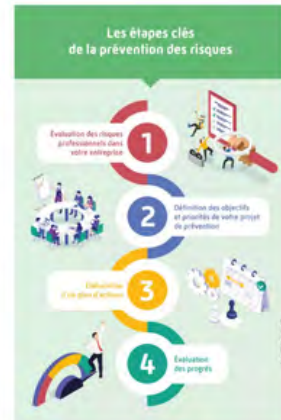 Les étapes clés
de la prévention des risques
Évaluation des risques
professionnels dans
votre entreprise
1
2
Définition des objectifs
et priorités de votre projet
de prévention
Élaboration
d'un plan d'actions
3
4
Évaluation
des progrès